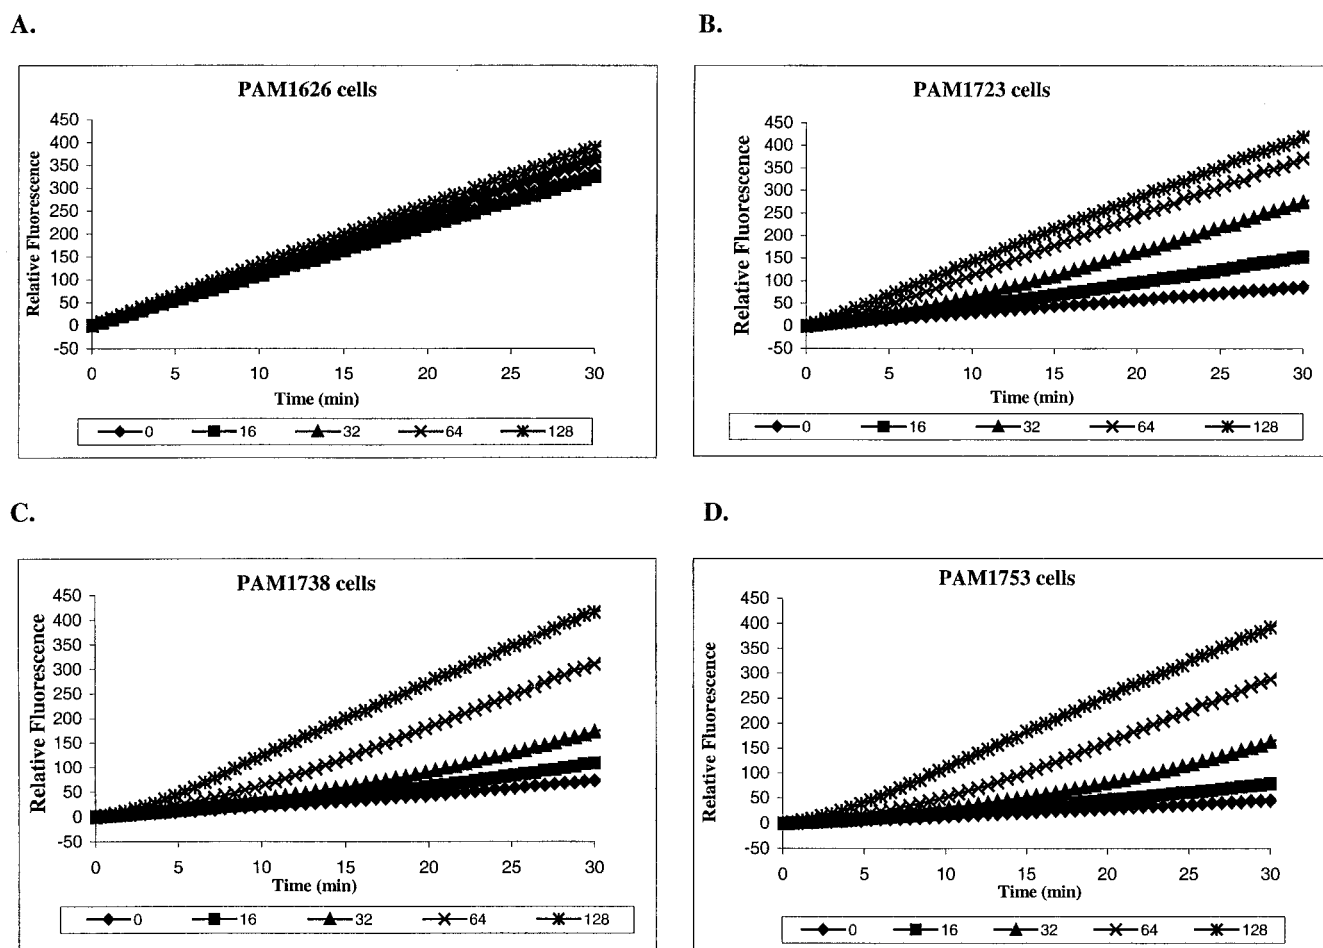 A.
PAM1626 cells
Relative Fluorescence
450
400
350
300
250
200
150
100
50
0
-50
0 5 10 15 20 25 30
Time (min)
0 16 32 64 128
B.
PAM1723 cells
Relative Fluorescence
450
400
350
300
250
200
150
100
50
0
-50
0 5 10 15 20 25 30
Time (min)
0 16 32 64 128
C.
PAM1738 cells
Relative Fluorescence
450
400
350
300
250
200
150
100
50
0
-50
0 5 10 15 20 25 30
Time (min)
0 16 32 64 128
D.
PAM1753 cells
Relative Fluorescence
450
400
350
300
250
200
150
100
50
0
-50
0 5 10 15 20 25 30
Time (min)
0 16 32 64 128